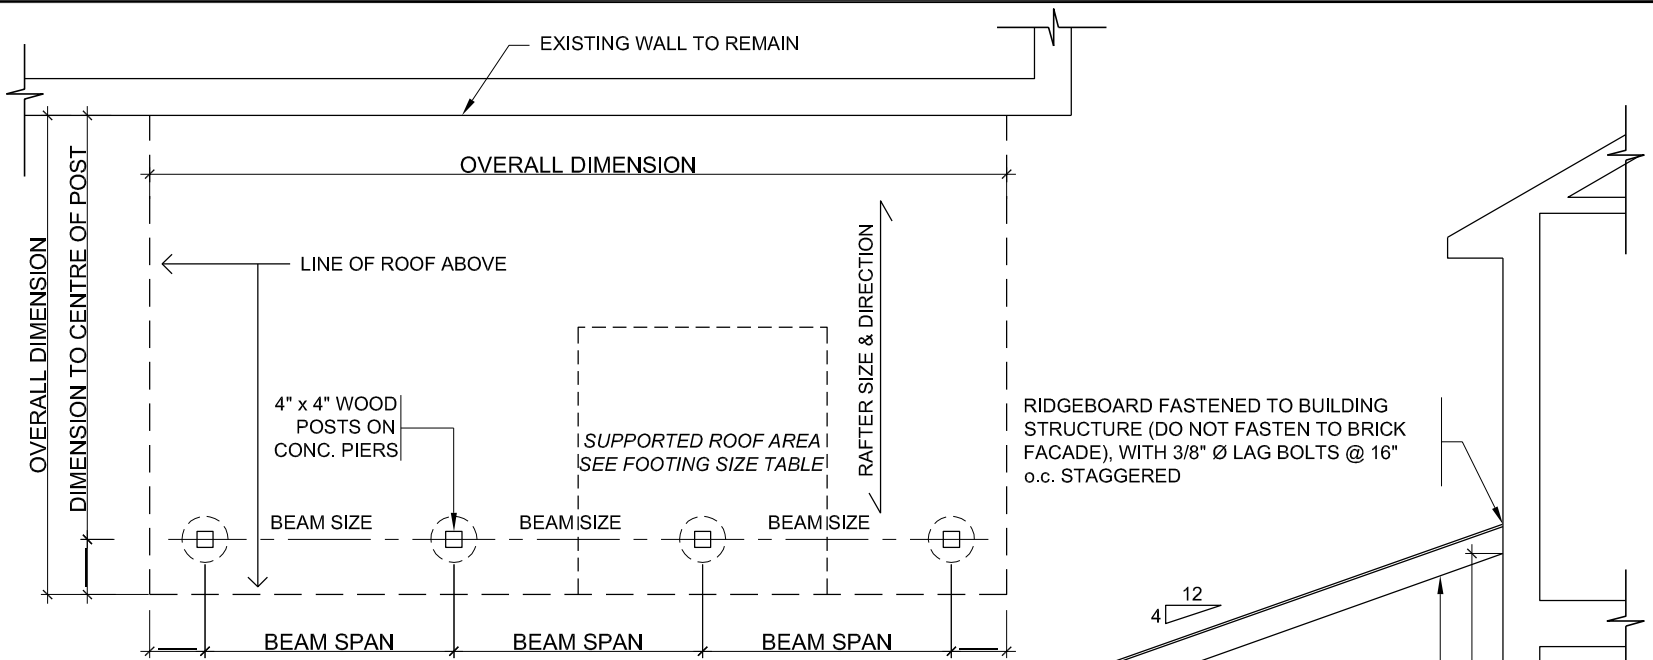 EXISTING WALL TO REMAIN
OVERALL DIMENSION
OVERALL DIMENSION
DIMENSION TO CENTRE OF POST
LINE OF ROOF ABOVE
RAFTER SIZE & DIRECTION
4" x 4" WOOD
POSTS ON
CONC. PIERS
SUPPORTED ROOF AREA
SEE FOOTING SIZE TABLE
BEAM SIZE
BEAM SIZE
BEAM SIZE
BEAM SPAN
BEAM SPAN
BEAM SPAN
RIDGEBOARD FASTENED TO BUILDING
STRUCTURE (DO NOT FASTEN TO BRICK
FACADE), WITH 3/8" Ø LAG BOLTS @ 16"
o.c. STAGGERED
12
4